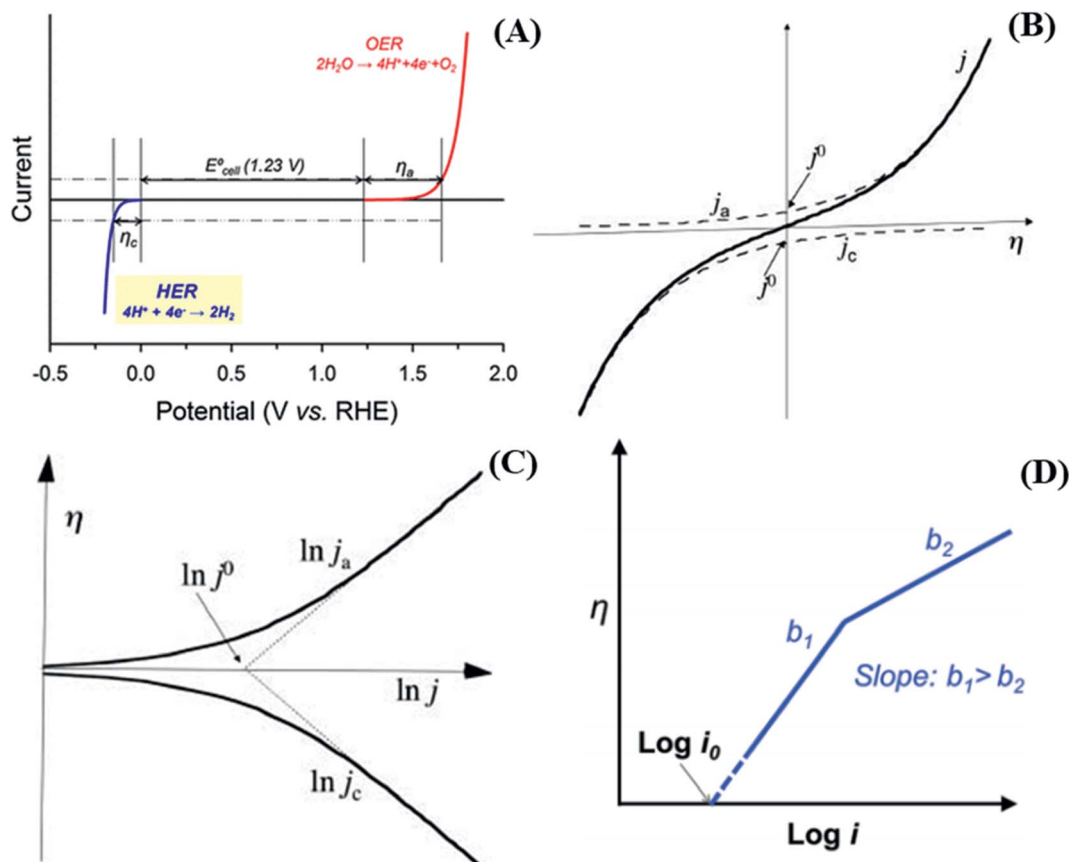 (A)
OER
2H₂O → 4H⁺+4e⁻+O₂
E⁰cell (1.23 V)
ηa
ηc
HER
4H⁺ + 4e⁻ → 2H₂
Current
-0.5 0.0 0.5 1.0 1.5 2.0
Potential (V vs. RHE)
(B)
j
j⁰
ja
η
jc
j⁰
(C)
η
ln ja
ln j⁰
ln j
ln jc
(D)
b₂
η
b₁
Slope: b₁> b₂
Log i₀
Log i